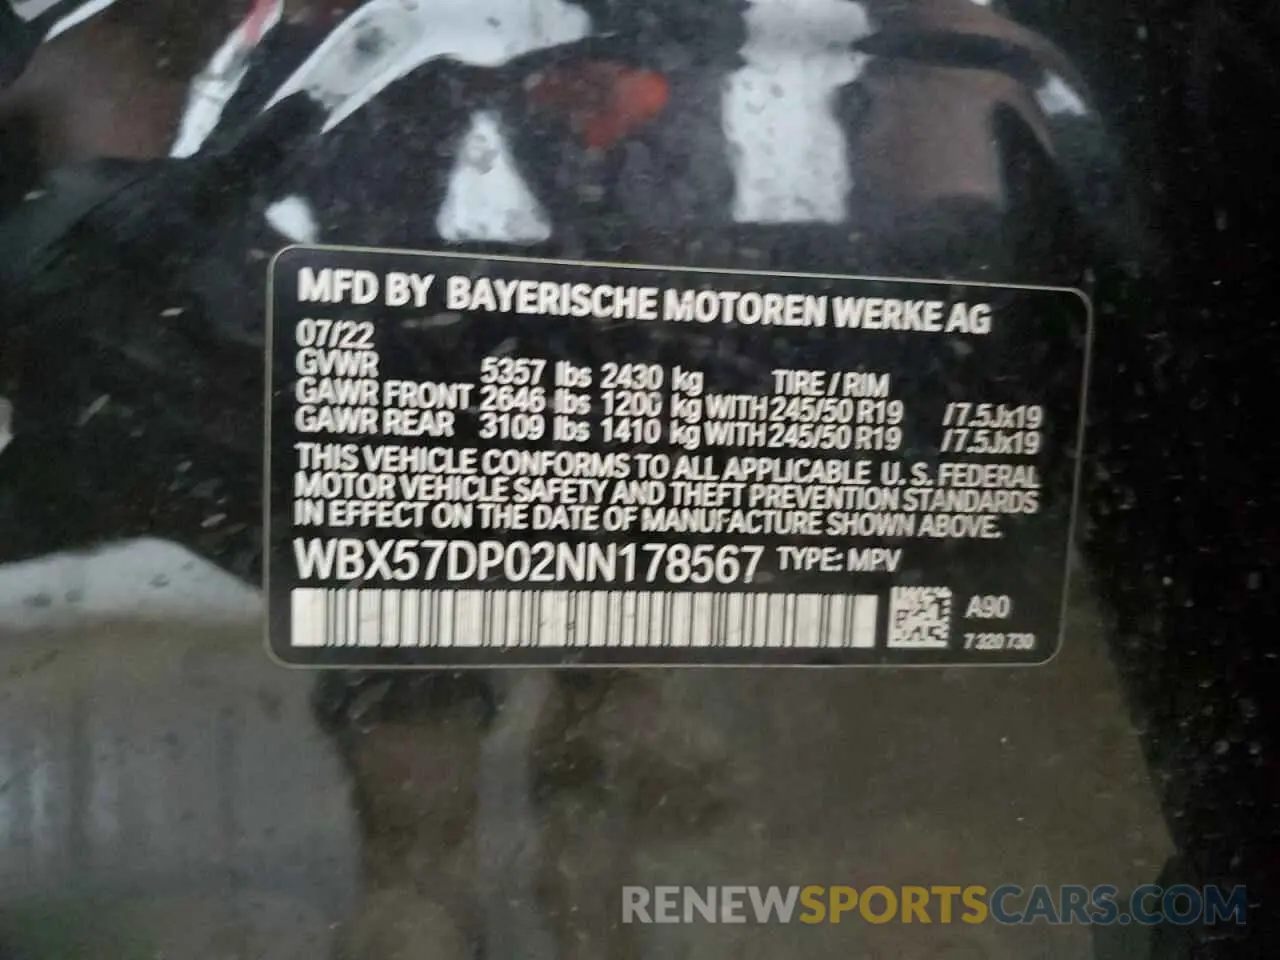 MFD BY BAYERISCHE MOTOREN WERKE AG
07/22
GVWR 5357 lbs 2430 kg TIRE / RIM
GAWR FRONT 2646 lbs 1200 kg WITH 245/50 R19 /7.5Jx19
GAWR REAR 3109 lbs 1410 kg WITH 245/50 R19 /7.5Jx19
THIS VEHICLE CONFORMS TO ALL APPLICABLE U. S. FEDERAL
MOTOR VEHICLE SAFETY AND THEFT PREVENTION STANDARDS
IN EFFECT ON THE DATE OF MANUFACTURE SHOWN ABOVE.
WBX57DP02NN178567 TYPE: MPV
A90
7 320 730
RENEWSPORTSCARS.COM